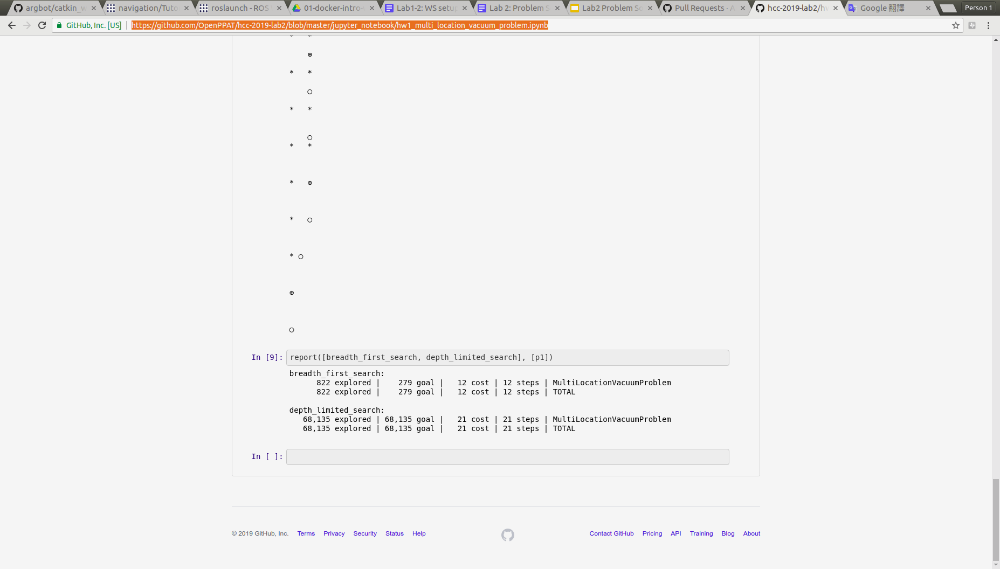 argbot/catkin_w
navigation/Tuto
roslaunch - ROS
01-docker-intro-
Lab1-2: WS setup
Lab 2: Problem S
Lab2 Problem So
Pull Requests · A
hcc-2019-lab2/hw
Google 翻譯
Person 1
GitHub, Inc. [US]
https://github.com/OpenPPAT/hcc-2019-lab2/blob/master/jupyter_notebook/hw1_multi_location_vacuum_problem.ipynb
* *
⊕
* *
○
* *
○
* *
* ⊕
* ○
* ○
⊕
○
In [9]: report([breadth_first_search, depth_limited_search], [p1])
breadth_first_search:
822 explored | 279 goal | 12 cost | 12 steps | MultiLocationVacuumProblem
822 explored | 279 goal | 12 cost | 12 steps | TOTAL
depth_limited_search:
68,135 explored | 68,135 goal | 21 cost | 21 steps | MultiLocationVacuumProblem
68,135 explored | 68,135 goal | 21 cost | 21 steps | TOTAL
In [ ]:
© 2019 GitHub, Inc. Terms Privacy Security Status Help Contact GitHub Pricing API Training Blog About